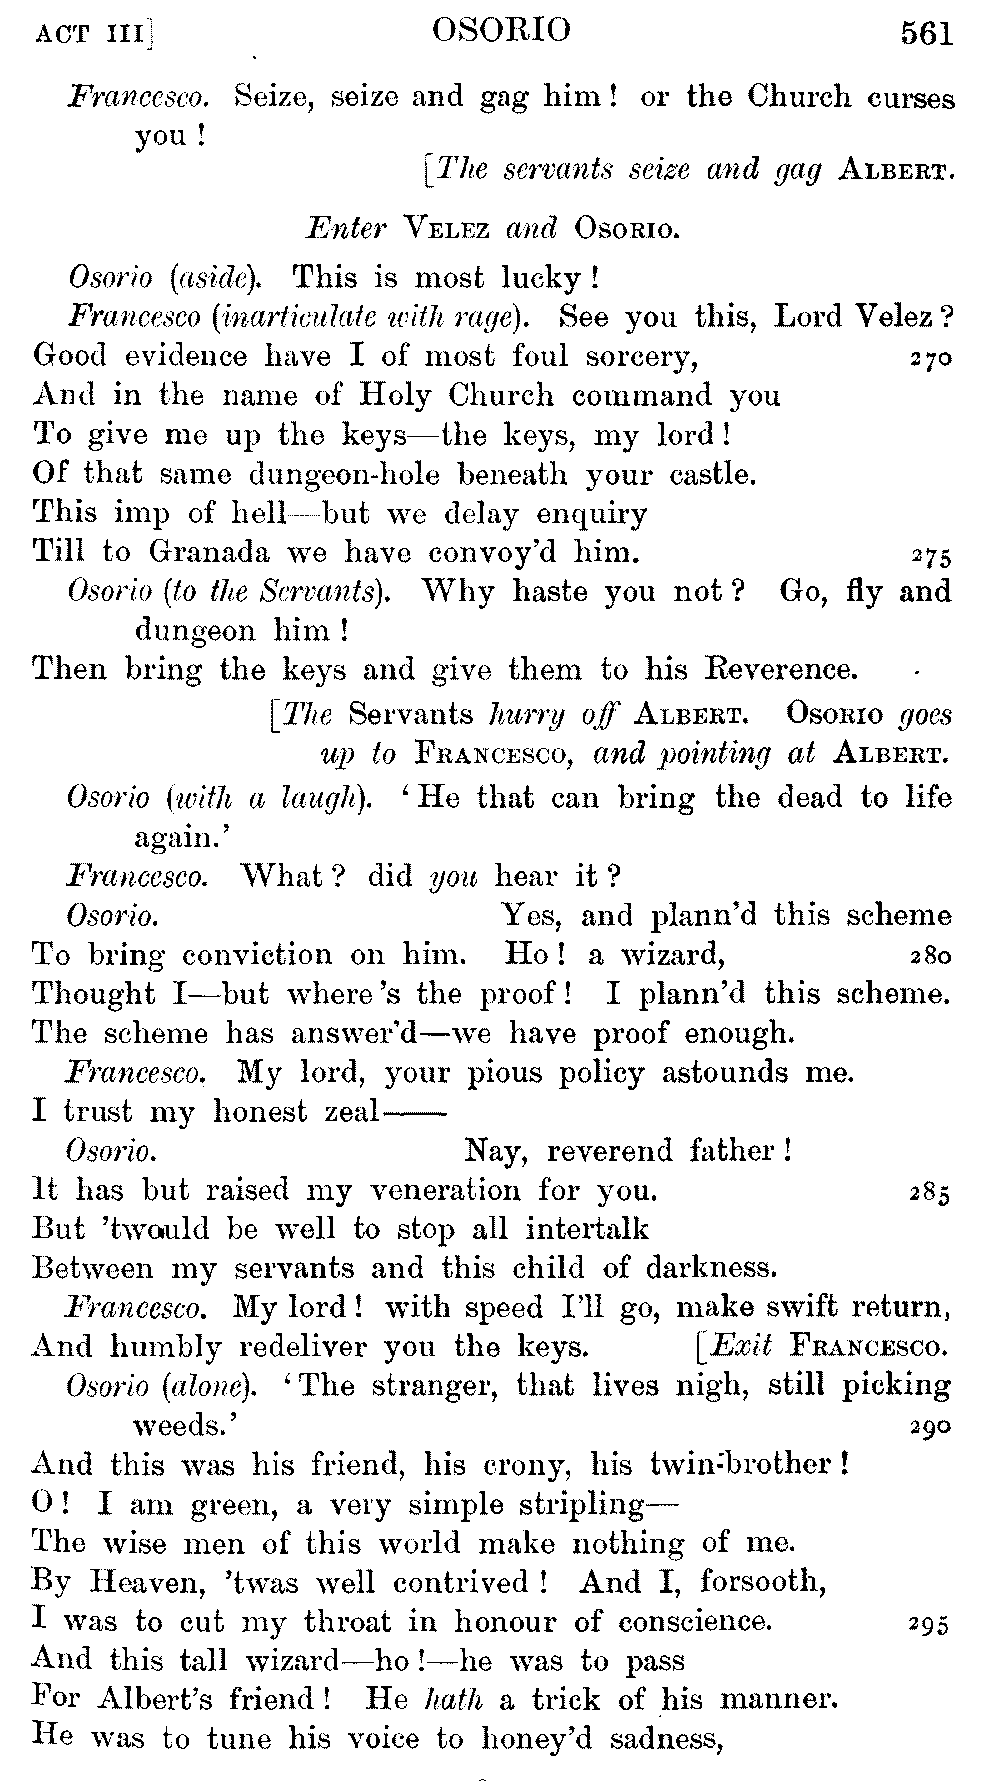 ACT III] OSORIO 561
Francesco. Seize, seize and gag him! or the Church curses
you!
[The servants seize and gag ALBERT.
Enter VELEZ and OSORIO.
Osorio (aside). This is most lucky!
Francesco (inarticulate with rage). See you this, Lord Velez?
Good evidence have I of most foul sorcery, 270
And in the name of Holy Church command you
To give me up the keys—the keys, my lord!
Of that same dungeon-hole beneath your castle.
This imp of hell—but we delay enquiry
Till to Granada we have convoy'd him. 275
Osorio (to the Servants). Why haste you not? Go, fly and
dungeon him!
Then bring the keys and give them to his Reverence.
[The Servants hurry off ALBERT. OSORIO goes
up to FRANCESCO, and pointing at ALBERT.
Osorio (with a laugh). 'He that can bring the dead to life
again.'
Francesco. What? did you hear it?
Osorio. Yes, and plann'd this scheme
To bring conviction on him. Ho! a wizard, 280
Thought I—but where's the proof! I plann'd this scheme.
The scheme has answer'd—we have proof enough.
Francesco. My lord, your pious policy astounds me.
I trust my honest zeal——
Osorio. Nay, reverend father!
It has but raised my veneration for you. 285
But 'twould be well to stop all intertalk
Between my servants and this child of darkness.
Francesco. My lord! with speed I'll go, make swift return,
And humbly redeliver you the keys. [Exit FRANCESCO.
Osorio (alone). 'The stranger, that lives nigh, still picking
weeds.' 290
And this was his friend, his crony, his twin-brother!
O! I am green, a very simple stripling—
The wise men of this world make nothing of me.
By Heaven, 'twas well contrived! And I, forsooth,
I was to cut my throat in honour of conscience. 295
And this tall wizard—ho!—he was to pass
For Albert's friend! He hath a trick of his manner.
He was to tune his voice to honey'd sadness,